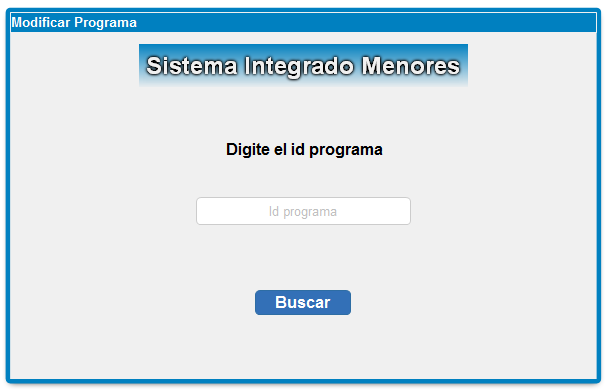 Modificar Programa
Sistema Integrado Menores
Digite el id programa
Id programa
Buscar